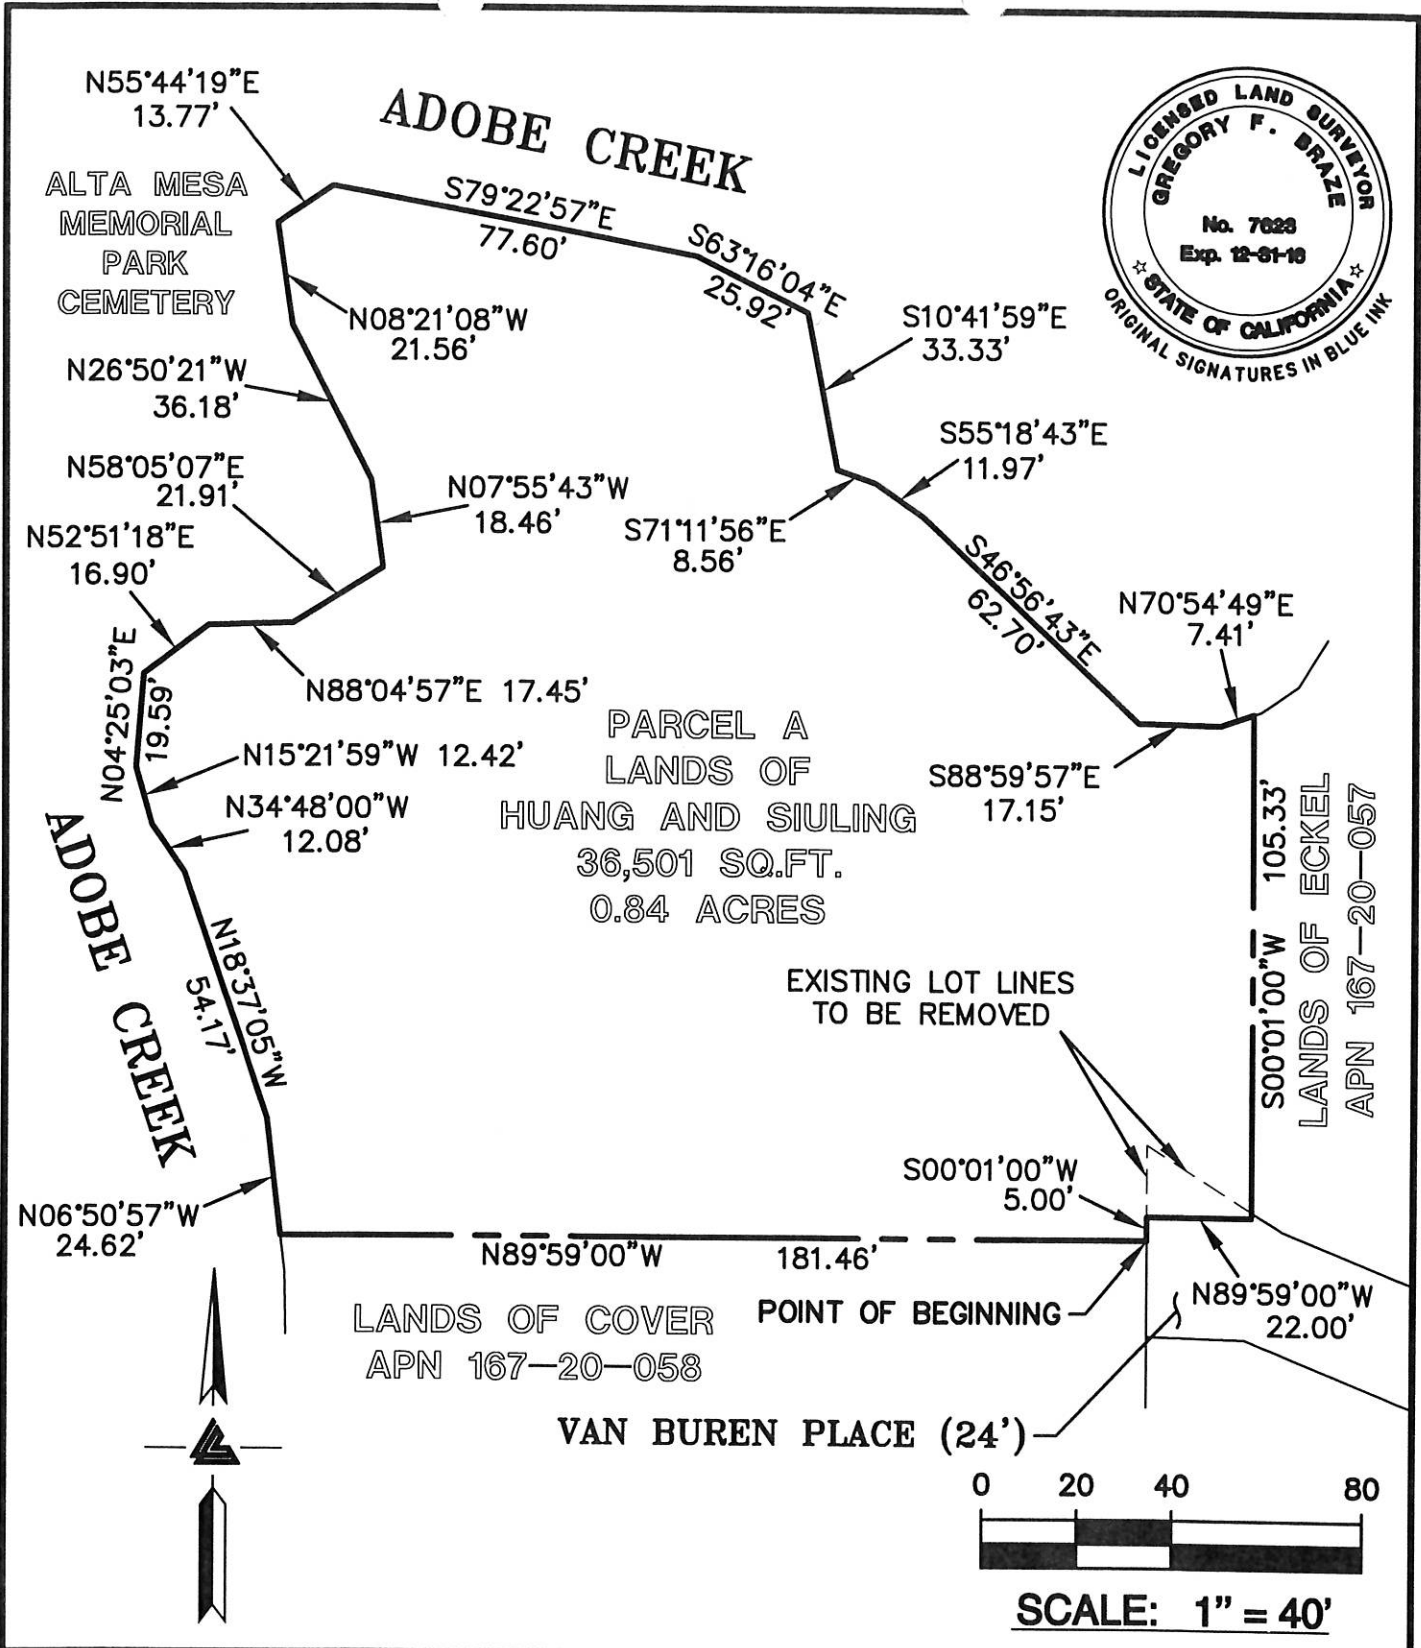 N55°44'19"E
13.77'
ADOBE CREEK
LICENSED LAND SURVEYOR
GREGORY F. BRAZE
No. 7623
Exp. 12-31-16
STATE OF CALIFORNIA
ORIGINAL SIGNATURES IN BLUE INK
ALTA MESA
MEMORIAL
PARK
CEMETERY
S79°22'57"E
77.60'
S63°16'04"E
25.92'
N08°21'08"W
21.56'
S10°41'59"E
33.33'
N26°50'21"W
36.18'
S55°18'43"E
11.97'
N58°05'07"E
21.91'
N07°55'43"W
18.46'
S71°11'56"E
8.56'
N52°51'18"E
16.90'
S46°56'43"E
62.70'
N70°54'49"E
7.41'
N04°25'03"E
19.59'
N88°04'57"E 17.45'
PARCEL A
LANDS OF
HUANG AND SIULING
36,501 SQ.FT.
0.84 ACRES
N15°21'59"W 12.42'
S88°59'57"E
17.15'
N34°48'00"W
12.08'
S00°01'00"W 105.33'
LANDS OF ECKEL
APN 167-20-057
ADOBE CREEK
N18°37'05"W
54.17'
EXISTING LOT LINES
TO BE REMOVED
S00°01'00"W
5.00'
N06°50'57"W
24.62'
N89°59'00"W 181.46'
N89°59'00"W
22.00'
LANDS OF COVER
APN 167-20-058
POINT OF BEGINNING
VAN BUREN PLACE (24')
0 20 40 80
SCALE: 1" = 40'